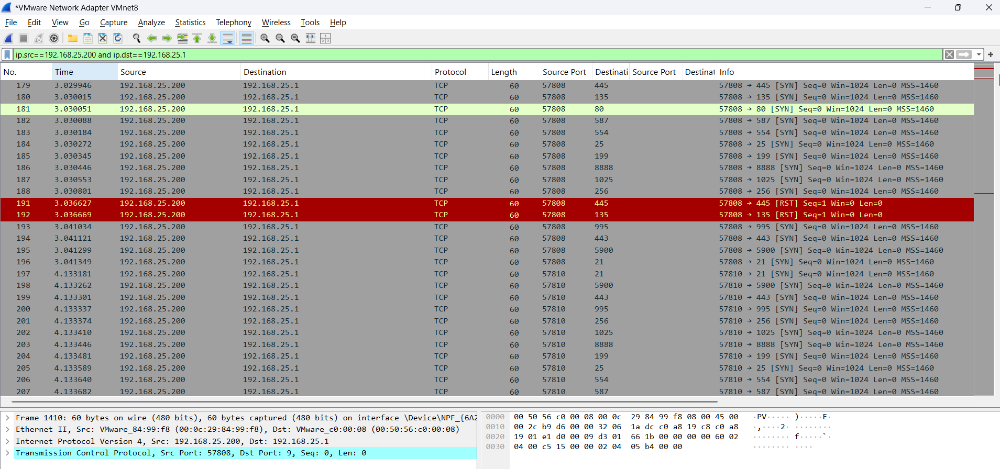 *VMware Network Adapter VMnet8
File Edit View Go Capture Analyze Statistics Telephony Wireless Tools Help
ip.src==192.168.25.200 and ip.dst==192.168.25.1
No. Time Source Destination Protocol Length Source Port Destinati Source Port Destinat Info
179 3.029946 192.168.25.200 192.168.25.1 TCP 60 57808 445 57808 → 445 [SYN] Seq=0 Win=1024 Len=0 MSS=1460
180 3.030015 192.168.25.200 192.168.25.1 TCP 60 57808 135 57808 → 135 [SYN] Seq=0 Win=1024 Len=0 MSS=1460
181 3.030051 192.168.25.200 192.168.25.1 TCP 60 57808 80 57808 → 80 [SYN] Seq=0 Win=1024 Len=0 MSS=1460
182 3.030088 192.168.25.200 192.168.25.1 TCP 60 57808 587 57808 → 587 [SYN] Seq=0 Win=1024 Len=0 MSS=1460
183 3.030184 192.168.25.200 192.168.25.1 TCP 60 57808 554 57808 → 554 [SYN] Seq=0 Win=1024 Len=0 MSS=1460
184 3.030272 192.168.25.200 192.168.25.1 TCP 60 57808 25 57808 → 25 [SYN] Seq=0 Win=1024 Len=0 MSS=1460
185 3.030345 192.168.25.200 192.168.25.1 TCP 60 57808 199 57808 → 199 [SYN] Seq=0 Win=1024 Len=0 MSS=1460
186 3.030446 192.168.25.200 192.168.25.1 TCP 60 57808 8888 57808 → 8888 [SYN] Seq=0 Win=1024 Len=0 MSS=1460
187 3.030553 192.168.25.200 192.168.25.1 TCP 60 57808 1025 57808 → 1025 [SYN] Seq=0 Win=1024 Len=0 MSS=1460
188 3.030801 192.168.25.200 192.168.25.1 TCP 60 57808 256 57808 → 256 [SYN] Seq=0 Win=1024 Len=0 MSS=1460
191 3.036627 192.168.25.200 192.168.25.1 TCP 60 57808 445 57808 → 445 [RST] Seq=1 Win=0 Len=0
192 3.036669 192.168.25.200 192.168.25.1 TCP 60 57808 135 57808 → 135 [RST] Seq=1 Win=0 Len=0
193 3.041034 192.168.25.200 192.168.25.1 TCP 60 57808 995 57808 → 995 [SYN] Seq=0 Win=1024 Len=0 MSS=1460
194 3.041121 192.168.25.200 192.168.25.1 TCP 60 57808 443 57808 → 443 [SYN] Seq=0 Win=1024 Len=0 MSS=1460
195 3.041299 192.168.25.200 192.168.25.1 TCP 60 57808 5900 57808 → 5900 [SYN] Seq=0 Win=1024 Len=0 MSS=1460
196 3.041349 192.168.25.200 192.168.25.1 TCP 60 57808 21 57808 → 21 [SYN] Seq=0 Win=1024 Len=0 MSS=1460
197 4.133181 192.168.25.200 192.168.25.1 TCP 60 57810 21 57810 → 21 [SYN] Seq=0 Win=1024 Len=0 MSS=1460
198 4.133262 192.168.25.200 192.168.25.1 TCP 60 57810 5900 57810 → 5900 [SYN] Seq=0 Win=1024 Len=0 MSS=1460
199 4.133301 192.168.25.200 192.168.25.1 TCP 60 57810 443 57810 → 443 [SYN] Seq=0 Win=1024 Len=0 MSS=1460
200 4.133337 192.168.25.200 192.168.25.1 TCP 60 57810 995 57810 → 995 [SYN] Seq=0 Win=1024 Len=0 MSS=1460
201 4.133374 192.168.25.200 192.168.25.1 TCP 60 57810 256 57810 → 256 [SYN] Seq=0 Win=1024 Len=0 MSS=1460
202 4.133410 192.168.25.200 192.168.25.1 TCP 60 57810 1025 57810 → 1025 [SYN] Seq=0 Win=1024 Len=0 MSS=1460
203 4.133446 192.168.25.200 192.168.25.1 TCP 60 57810 8888 57810 → 8888 [SYN] Seq=0 Win=1024 Len=0 MSS=1460
204 4.133481 192.168.25.200 192.168.25.1 TCP 60 57810 199 57810 → 199 [SYN] Seq=0 Win=1024 Len=0 MSS=1460
205 4.133589 192.168.25.200 192.168.25.1 TCP 60 57810 25 57810 → 25 [SYN] Seq=0 Win=1024 Len=0 MSS=1460
206 4.133640 192.168.25.200 192.168.25.1 TCP 60 57810 554 57810 → 554 [SYN] Seq=0 Win=1024 Len=0 MSS=1460
207 4.133682 192.168.25.200 192.168.25.1 TCP 60 57810 587 57810 → 587 [SYN] Seq=0 Win=1024 Len=0 MSS=1460
Frame 1410: 60 bytes on wire (480 bits), 60 bytes captured (480 bits) on interface \Device\NPF_{6A2
Ethernet II, Src: VMware_84:99:f8 (00:0c:29:84:99:f8), Dst: VMware_c0:00:08 (00:50:56:c0:00:08)
Internet Protocol Version 4, Src: 192.168.25.200, Dst: 192.168.25.1
Transmission Control Protocol, Src Port: 57808, Dst Port: 9, Seq: 0, Len: 0
0000 00 50 56 c0 00 08 00 0c 29 84 99 f8 08 00 45 00 ·PV····· )·····E·
0010 00 2c b9 d6 00 00 32 06 1a dc c0 a8 19 c8 c0 a8 ·,····2· ········
0020 19 01 e1 d0 00 09 d3 01 66 1b 00 00 00 00 60 02 ········ f·····`·
0030 04 00 c5 15 00 00 02 04 05 b4 00 00 ········ ····